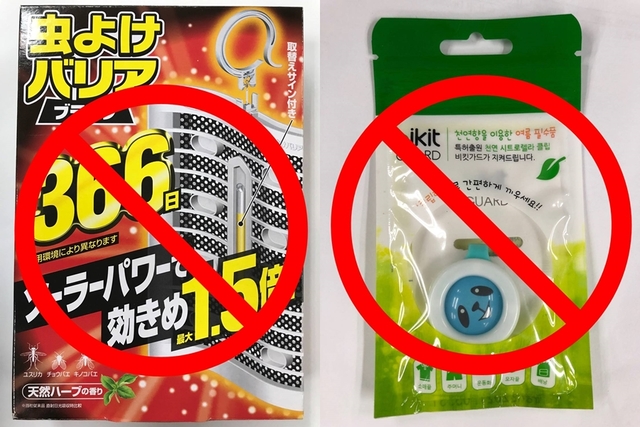 虫よけ
バリア
ブラック
取替えサイン付き
366日
用環境により異なります
ソーラーパワーで
効きめ最大1.5倍
ユスリカ チョウバエ キノコバエ
天然ハーブの香り
ikit
GUARD
천연향을 이용한 여름 필수품
특허출원 천연 시트로넬라 클립
비킷가드가 지켜드립니다.
간편하게 끼우세요!!
GUARD